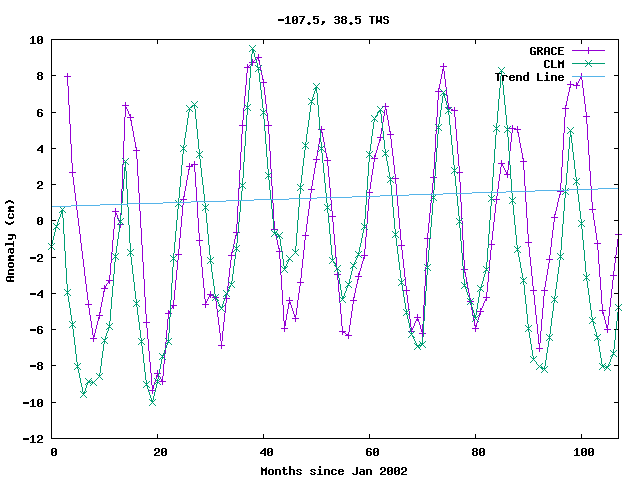 -107.5, 38.5 TWS
GRACE
CLM
Trend Line
10
8
6
4
2
0
-2
-4
-6
-8
-10
-12
Anomaly (cm)
0 20 40 60 80 100
Months since Jan 2002